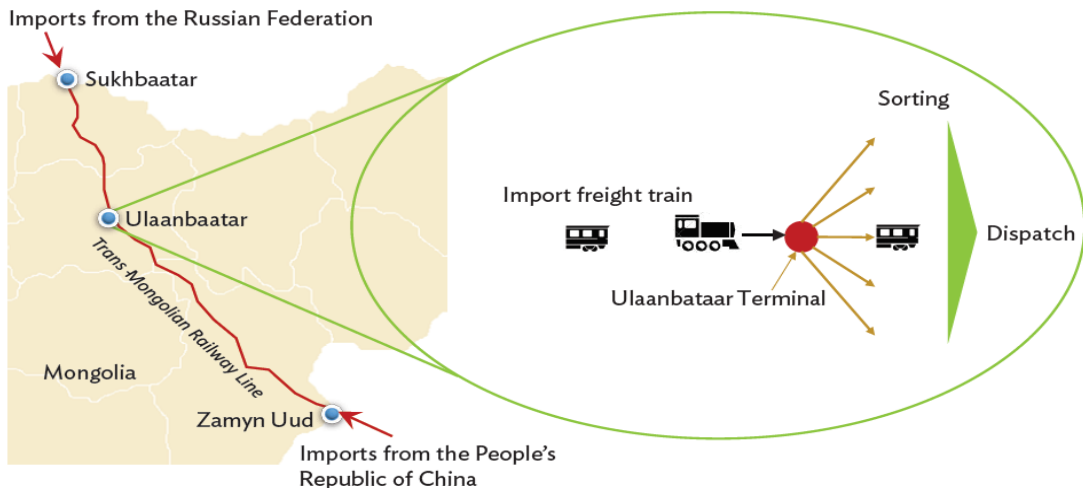 Imports from the Russian Federation
Sukhbaatar
Ulaanbaatar
Trans-Mongolian Railway Line
Mongolia
Zamyn Uud
Imports from the People’s
Republic of China
Sorting
Import freight train
Dispatch
Ulaanbataar Terminal